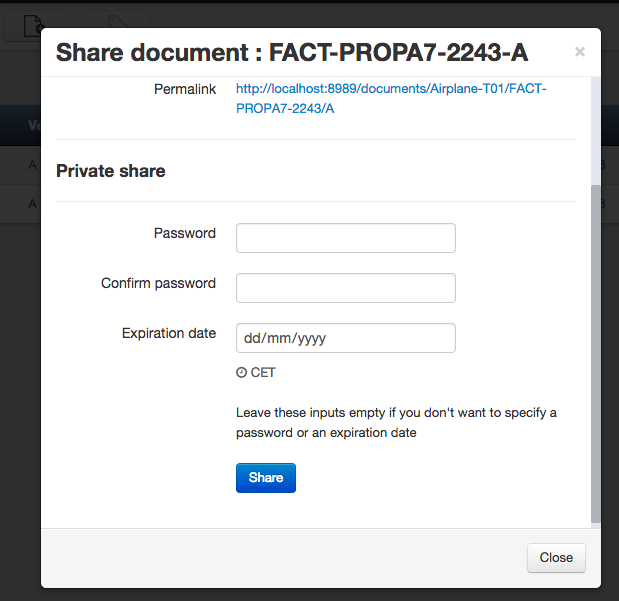 Share document : FACT-PROPA7-2243-A
×
Permalink
http://localhost:8989/documents/Airplane-T01/FACT-
PROPA7-2243/A
Private share
Password
Confirm password
Expiration date
dd/mm/yyyy
CET
Leave these inputs empty if you don't want to specify a
password or an expiration date
Share
Close
A
A